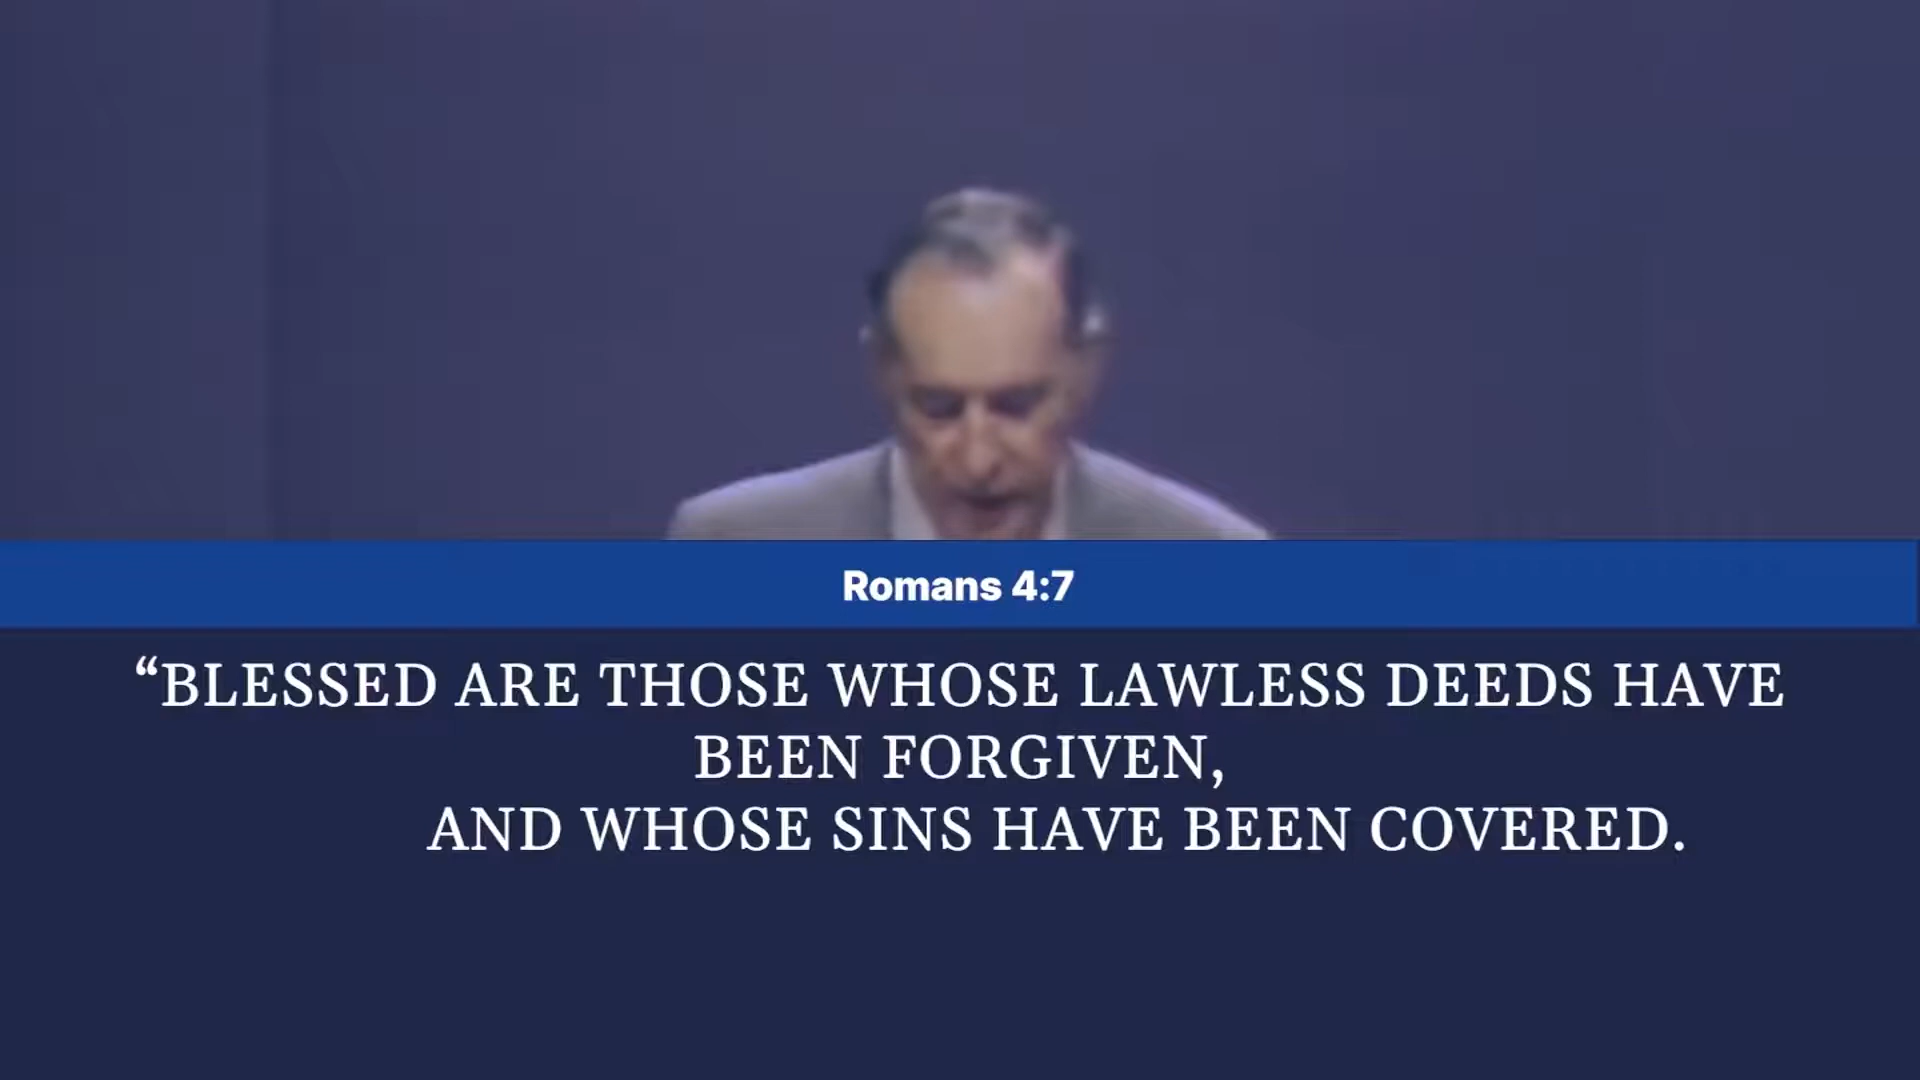 Romans 4:7
“BLESSED ARE THOSE WHOSE LAWLESS DEEDS HAVE
BEEN FORGIVEN,
AND WHOSE SINS HAVE BEEN COVERED.